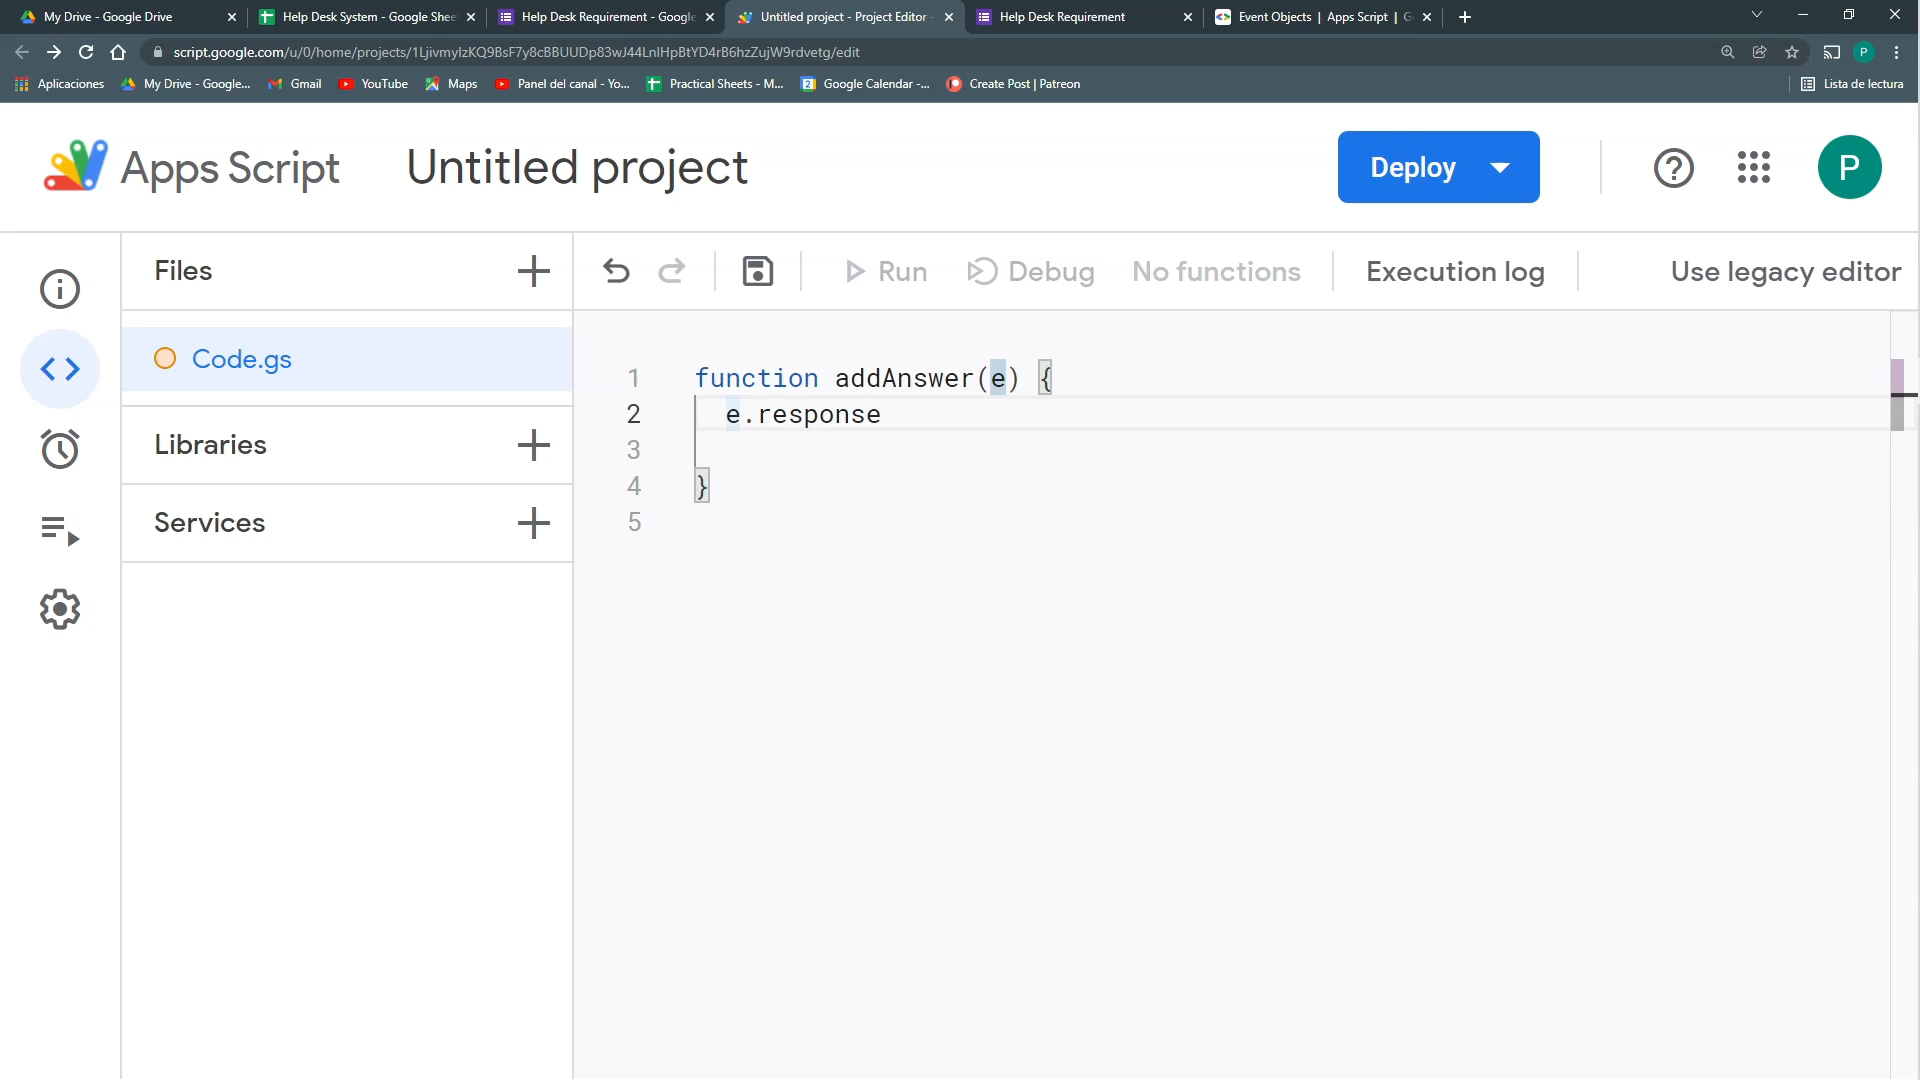 My Drive - Google Drive
Help Desk System - Google Shee
Help Desk Requirement - Google
Untitled project - Project Editor -
Help Desk Requirement
Event Objects | Apps Script | G
script.google.com/u/0/home/projects/1LjivmyIzKQ9BsF7y8cBBUUDp83wJ44LnlHpBtYD4rB6hzZujW9rdvetg/edit
P
Aplicaciones
My Drive - Google...
Gmail
YouTube
Maps
Panel del canal - Yo...
Practical Sheets - M...
Google Calendar -...
Create Post | Patreon
Lista de lectura
Apps Script
Untitled project
Deploy
P
Files
Run
Debug
No functions
Execution log
Use legacy editor
Code.gs
Libraries
Services
1 function addAnswer(e) {
2 e.response
3
4 }
5